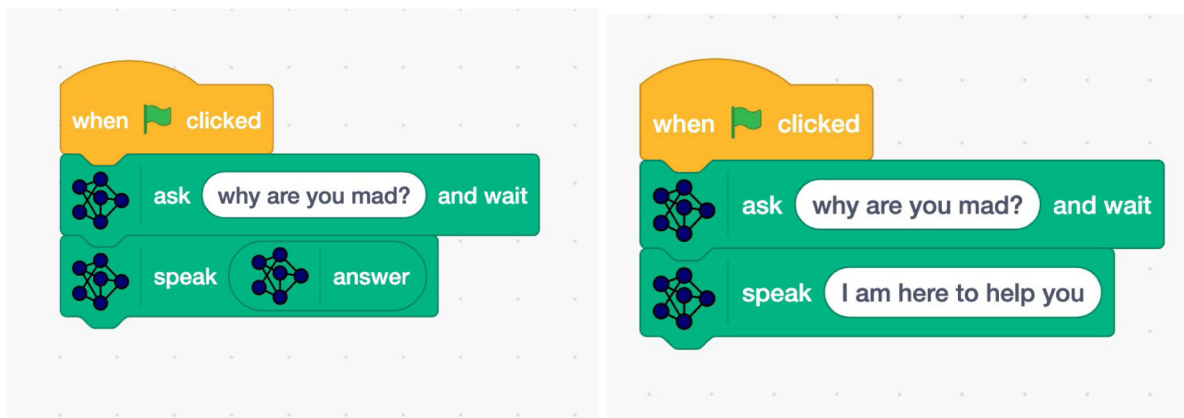 when clicked
ask why are you mad? and wait
speak answer
when clicked
ask why are you mad? and wait
speak I am here to help you